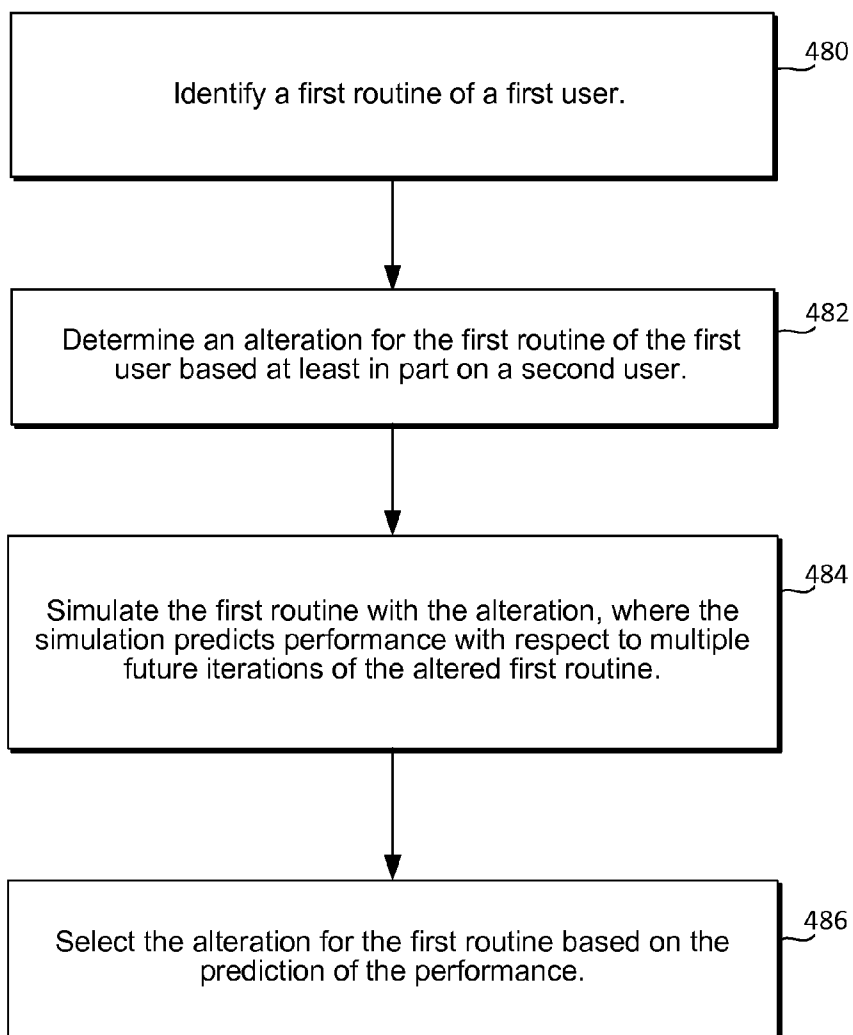 480
Identify a first routine of a first user.
482
Determine an alteration for the first routine of the first
user based at least in part on a second user.
484
Simulate the first routine with the alteration, where the
simulation predicts performance with respect to multiple
future iterations of the altered first routine.
486
Select the alteration for the first routine based on the
prediction of the performance.